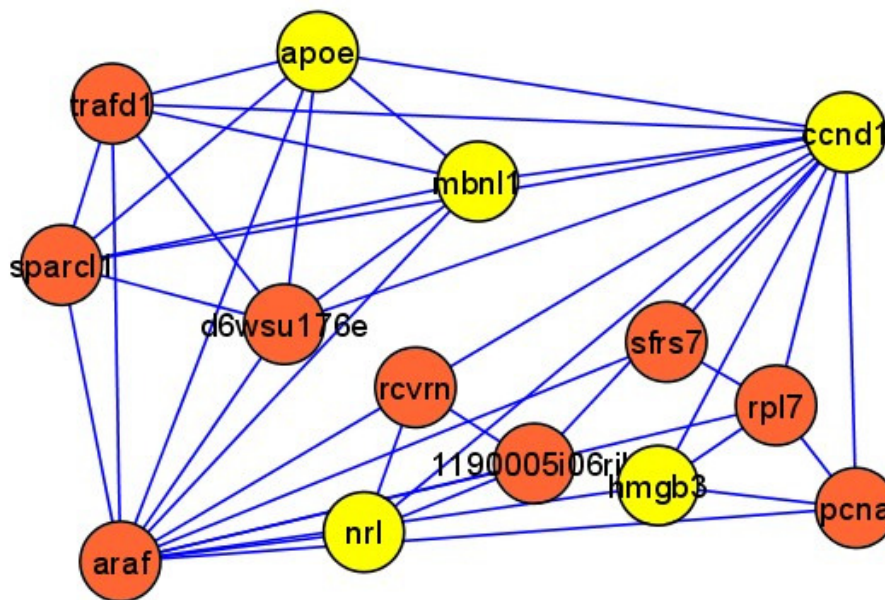 apoe
trafd1
ccnd1
mbnl1
sparcl1
d6wsu176e
sfrs7
rcvrn
rpl7
hmgb3
nrl
pcna
araf